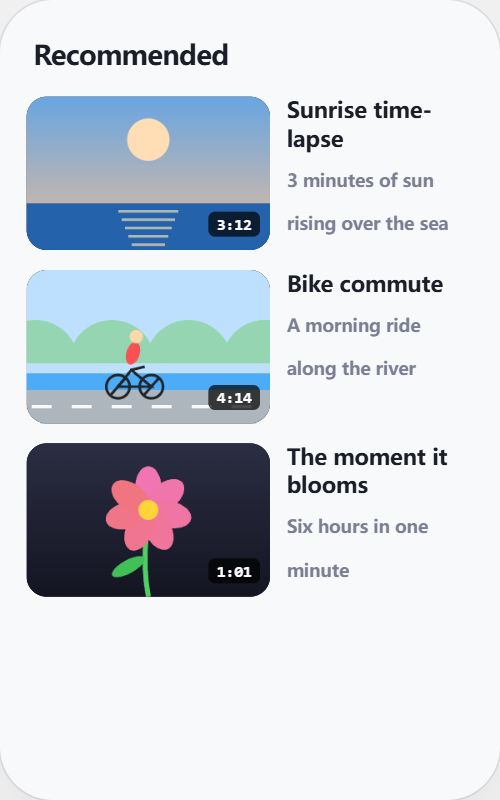 Recommended
Sunrise time-
lapse
3 minutes of sun
rising over the sea
3:12
Bike commute
A morning ride
along the river
4:14
The moment it
blooms
Six hours in one
minute
1:01